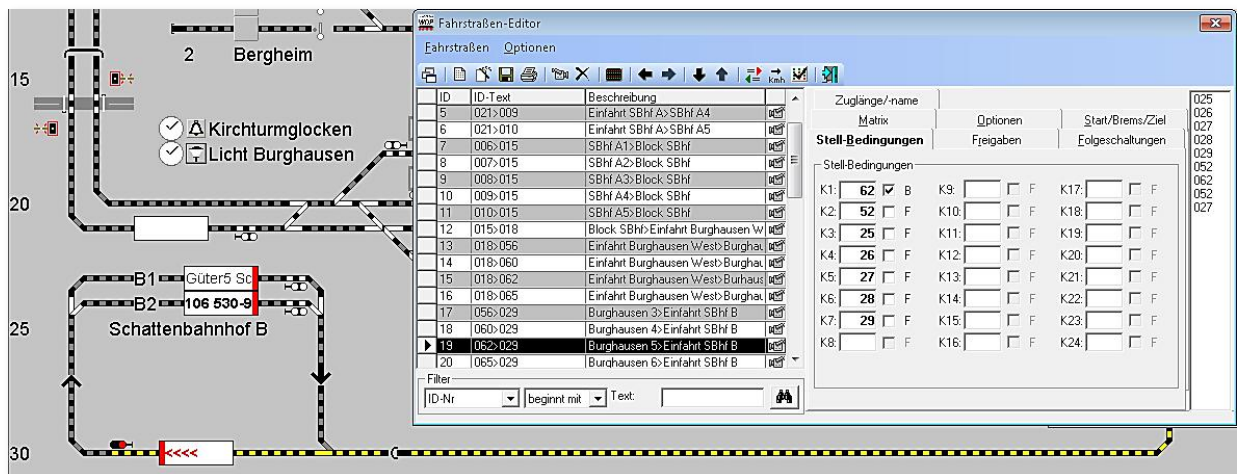 15
20
25
30
2 Bergheim
Kirchturmglocken
Licht Burghausen
B1 Güter5 Sc
B2 106 530-9
Schattenbahnhof B
<<<<
Fahrstraßen-Editor
Fahrstraßen Optionen
ID ID-Text Beschreibung
5 021>009 Einfahrt SBhf A>SBhf A4
6 021>010 Einfahrt SBhf A>SBhf A5
7 006>015 SBhf A1>Block SBhf
8 007>015 SBhf A2>Block SBhf
9 008>015 SBhf A3>Block SBhf
10 009>015 SBhf A4>Block SBhf
11 010>015 SBhf A5>Block SBhf
12 015>018 Block SBhf>Einfahrt Burghausen W
13 018>056 Einfahrt Burghausen West>Burghau
14 018>060 Einfahrt Burghausen West>Burghau
15 018>062 Einfahrt Burghausen West>Burhaus
16 018>065 Einfahrt Burghausen West>Burghau
17 056>029 Burghausen 3>Einfahrt SBhf B
18 060>029 Burghausen 4>Einfahrt SBhf B
19 062>029 Burghausen 5>Einfahrt SBhf B
20 065>029 Burghausen 6>Einfahrt SBhf B
Filter
ID-Nr beginnt mit Text:
Zuglänge/-name
Matrix Optionen Start/Brems/Ziel
Stell-Bedingungen Freigaben Folgeschaltungen
Stell-Bedingungen
K1: 62 B K9: F K17: F
K2: 52 F K10: F K18: F
K3: 25 F K11: F K19: F
K4: 26 F K12: F K20: F
K5: 27 F K13: F K21: F
K6: 28 F K14: F K22: F
K7: 29 F K15: F K23: F
K8: F K16: F K24: F
025
026
027
028
029
052
062
052
027